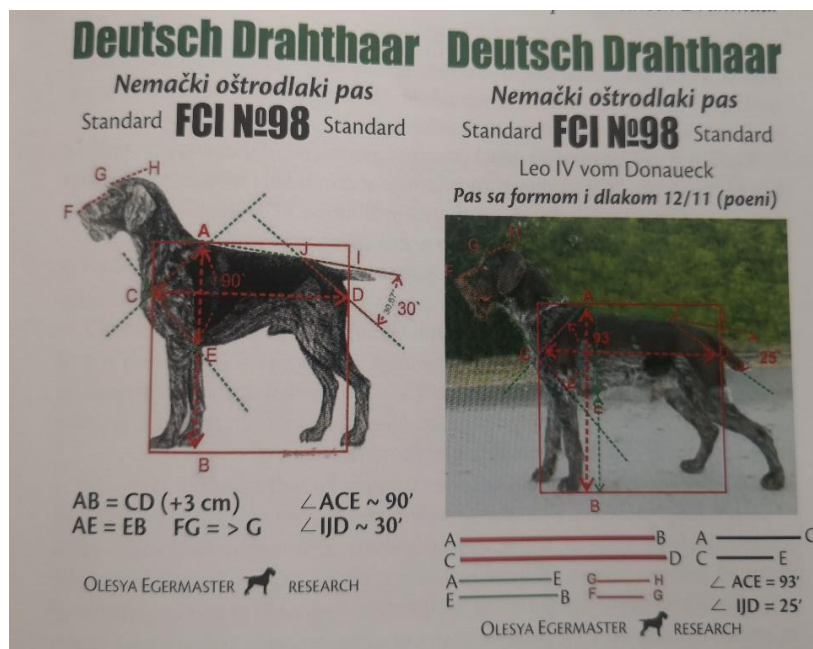 Deutsch Drahthaar
Nemački oštrodlaki pas
Standard FCI №98 Standard
G H
F
A
J I
90`
C D
30,67°
30`
E
B
AB = CD (+3 cm) ∠ACE ~ 90'
AE = EB FG = > G ∠IJD ~ 30'
OLESYA EGERMASTER RESEARCH
Deutsch Drahthaar
Nemački oštrodlaki pas
Standard FCI №98 Standard
Leo IV vom Donaueck
Pas sa formom i dlakom 12/11 (poeni)
G H
F
A
93
C
25`
B
A B A C
C D C E
A E G H ∠ ACE = 93'
E B F G ∠ IJD = 25'
OLESYA EGERMASTER RESEARCH